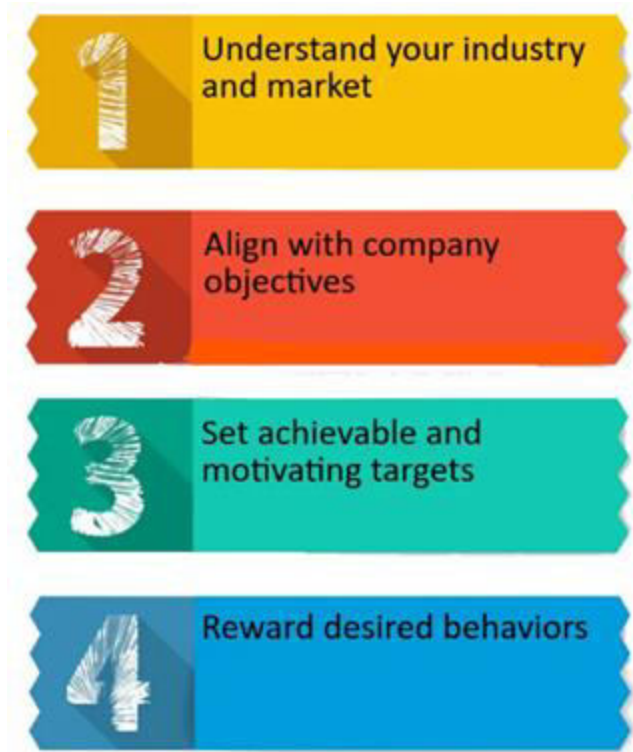 1
Understand your industry
and market
2
Align with company
objectives
3
Set achievable and
motivating targets
4
Reward desired behaviors